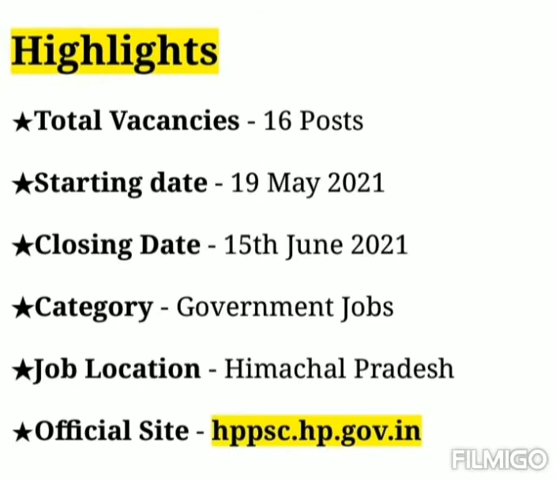 Highlights
★Total Vacancies - 16 Posts
★Starting date - 19 May 2021
★Closing Date - 15th June 2021
★Category - Government Jobs
★Job Location - Himachal Pradesh
★Official Site - hppsc.hp.gov.in
FILMIGO